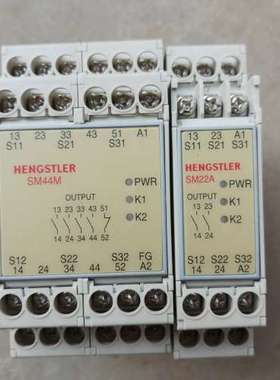 13 23 33 43 51 A1
S11 S21 S31
HENGSTLER
SM44M
PWR
OUTPUT
K1
13 23 33 43 51
K2
14 24 34 44 52
S12 S22 S32 FG
14 24 34 44 52 A2
13 23 A1
S11 S21 S31
HENGSTLER
SM22A
PWR
OUTPUT
K1
13 23
K2
14 24
S12 S22 S32
14 24 A2